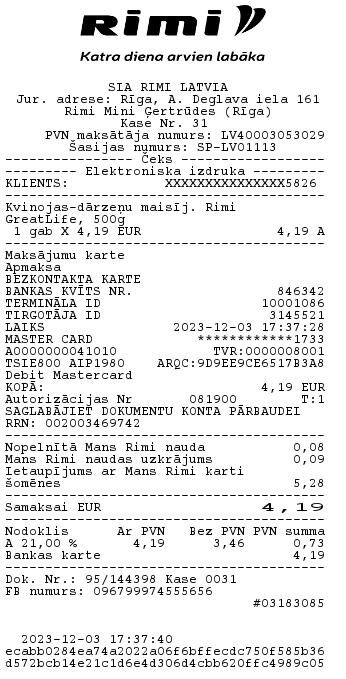 Rimi
Katra diena arvien labāka
SIA RIMI LATVIA
Jur. adrese: Rīga, A. Deglava iela 161
Rimi Mini Ģertrūdes (Rīga)
Kase Nr. 31
PVN maksātāja numurs: LV40003053029
Šasijas numurs: SP-LV01113
---------------- Čeks ------------------
---------- Elektroniska izdruka ---------
KLIENTS: XXXXXXXXXXXXXXX5826
Kvinojas-dārzeņu maisīj. Rimi
GreatLife, 500g
1 gab X 4,19 EUR 4,19 A
Maksājumu karte
Apmaksa
BEZKONTAKTA KARTE
BANKAS KVĪTS NR. 846342
TERMINĀLA ID 10001086
TIRGOTĀJA ID 3145521
LAIKS 2023-12-03 17:37:28
MASTER CARD ************1733
A0000000041010 TVR:0000008001
TSIE800 AIP1980 ARQC:9D9EE9CE6517B3A8
Debit Mastercard
KOPĀ: 4,19 EUR
Autorizācijas Nr 081900 T:1
SAGLABĀJIET DOKUMENTU KONTA PĀRBAUDEI
RRN: 002003469742
Nopelnītā Mans Rimi nauda 0,08
Mans Rimi naudas uzkrājums 0,09
Ietaupījums ar Mans Rimi karti
šomēnes 5,28
Samaksai EUR 4,19
Nodoklis Ar PVN Bez PVN PVN summa
A 21,00 % 4,19 3,46 0,73
Bankas karte 4,19
Dok. Nr.: 95/144398 Kase 0031
FB numurs: 096799974555656
#03183085
2023-12-03 17:37:40
ecabb0284ea74a2022a06f6bffecdc750f585b36
d572bcb14e21c1d6e4d306d4cbb620ffc4989c05